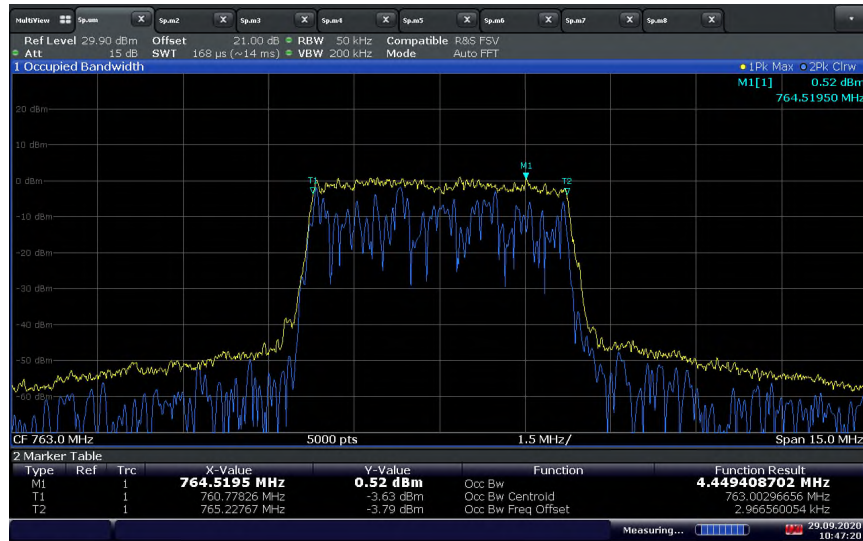 MultiView Sp.um X Sp.m2 X Sp.m3 X Sp.m4 X Sp.m5 X Sp.m6 X Sp.m7 X Sp.m8 X
Ref Level 29.90 dBm Offset 21.00 dB RBW 50 kHz Compatible R&S FSV
Att 15 dB SWT 168 µs (~14 ms) VBW 200 kHz Mode Auto FFT
1 Occupied Bandwidth 1Pk Max 2Pk Clrw
M1[1] 0.52 dBm
764.51950 MHz
20 dBm
10 dBm
M1
0 dBm T1 T2
-10 dBm
-20 dBm
-30 dBm
-40 dBm
-50 dBm
-60 dBm
CF 763.0 MHz 5000 pts 1.5 MHz/ Span 15.0 MHz
2 Marker Table
Type Ref Trc X-Value Y-Value Function Function Result
M1 1 764.5195 MHz 0.52 dBm Occ Bw 4.449408702 MHz
T1 1 760.77826 MHz -3.63 dBm Occ Bw Centroid 763.00296656 MHz
T2 1 765.22767 MHz -3.79 dBm Occ Bw Freq Offset 2.966560054 kHz
Measuring... 29.09.2020
10:47:20